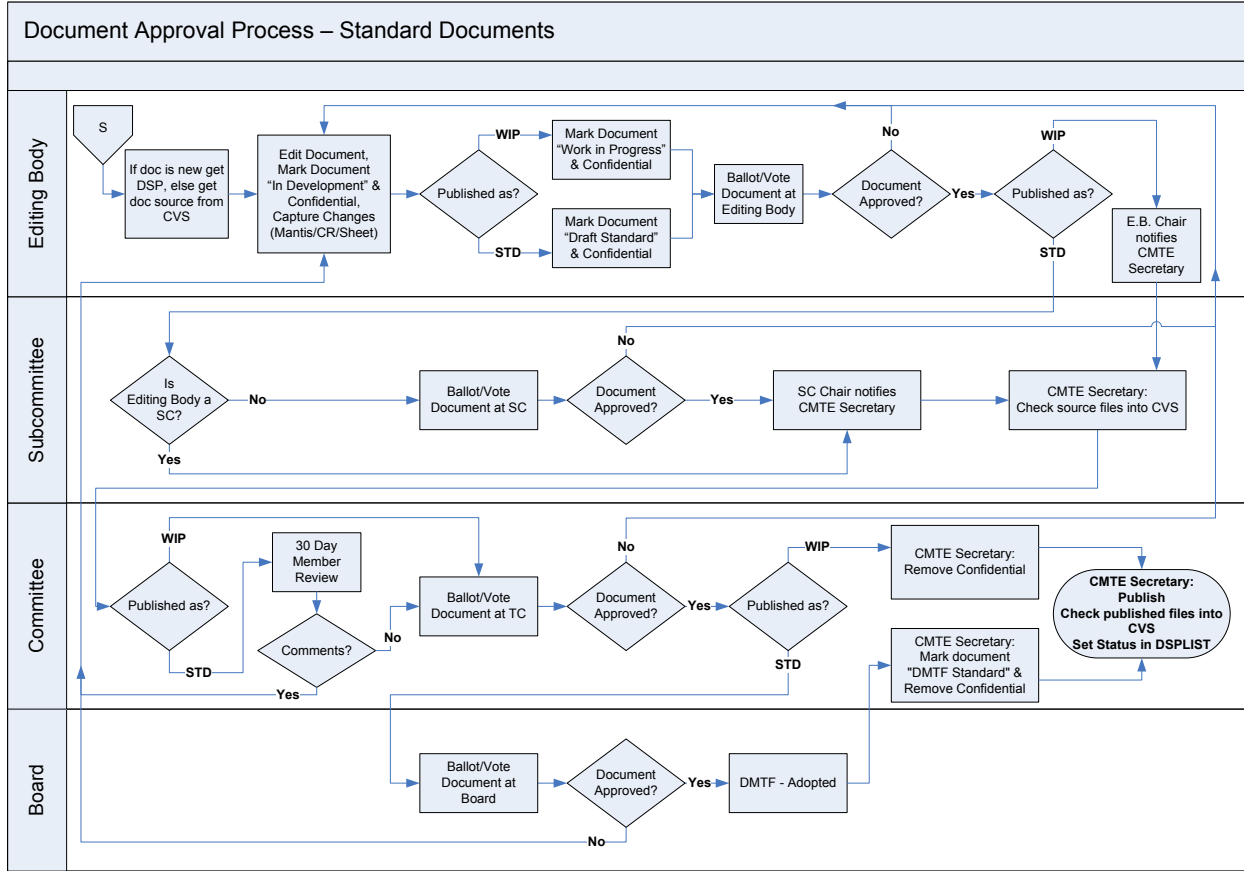 Document Approval Process – Standard Documents
Editing Body
S
If doc is new get
DSP, else get
doc source from
CVS
Edit Document,
Mark Document
“In Development” &
Confidential,
Capture Changes
(Mantis/CR/Sheet)
Published as?
WIP
STD
Mark Document
“Work in Progress”
& Confidential
Mark Document
“Draft Standard”
& Confidential
Ballot/Vote
Document at
Editing Body
Document
Approved?
No
Yes
Published as?
WIP
STD
E.B. Chair
notifies
CMTE
Secretary
Subcommittee
Is
Editing Body a
SC?
No
Yes
Ballot/Vote
Document at SC
Document
Approved?
No
Yes
SC Chair notifies
CMTE Secretary
CMTE Secretary:
Check source files into CVS
Committee
Published as?
WIP
STD
30 Day
Member
Review
Comments?
No
Yes
Ballot/Vote
Document at TC
Document
Approved?
No
Yes
Published as?
WIP
STD
CMTE Secretary:
Remove Confidential
CMTE Secretary:
Mark document
"DMTF Standard" &
Remove Confidential
CMTE Secretary:
Publish
Check published files into
CVS
Set Status in DSPLIST
Board
Ballot/Vote
Document at
Board
Document
Approved?
Yes
No
DMTF - Adopted